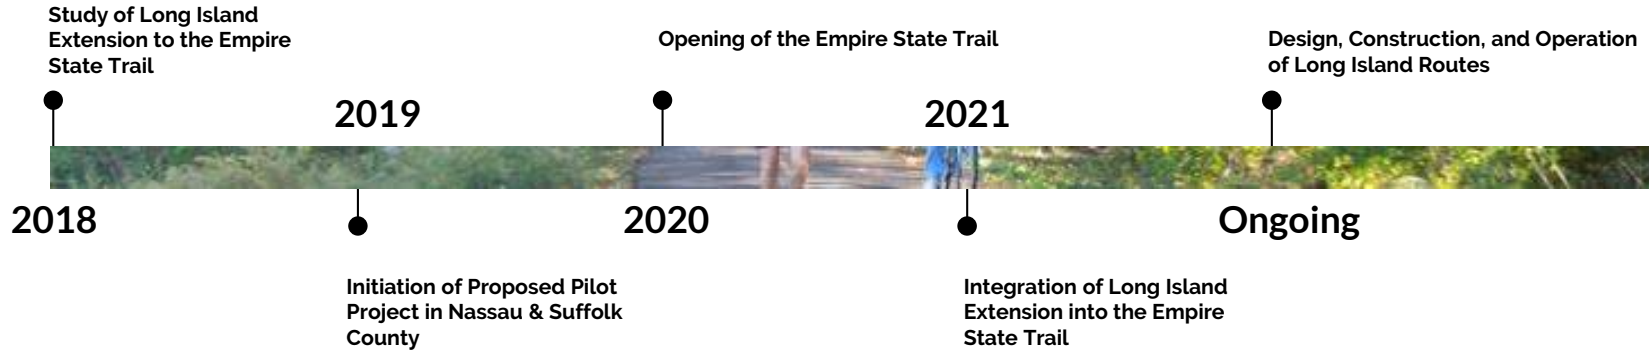 Study of Long Island
Extension to the Empire
State Trail
2018
2019
Initiation of Proposed Pilot
Project in Nassau & Suffolk
County
Opening of the Empire State Trail
2020
2021
Integration of Long Island
Extension into the Empire
State Trail
Design, Construction, and Operation
of Long Island Routes
Ongoing